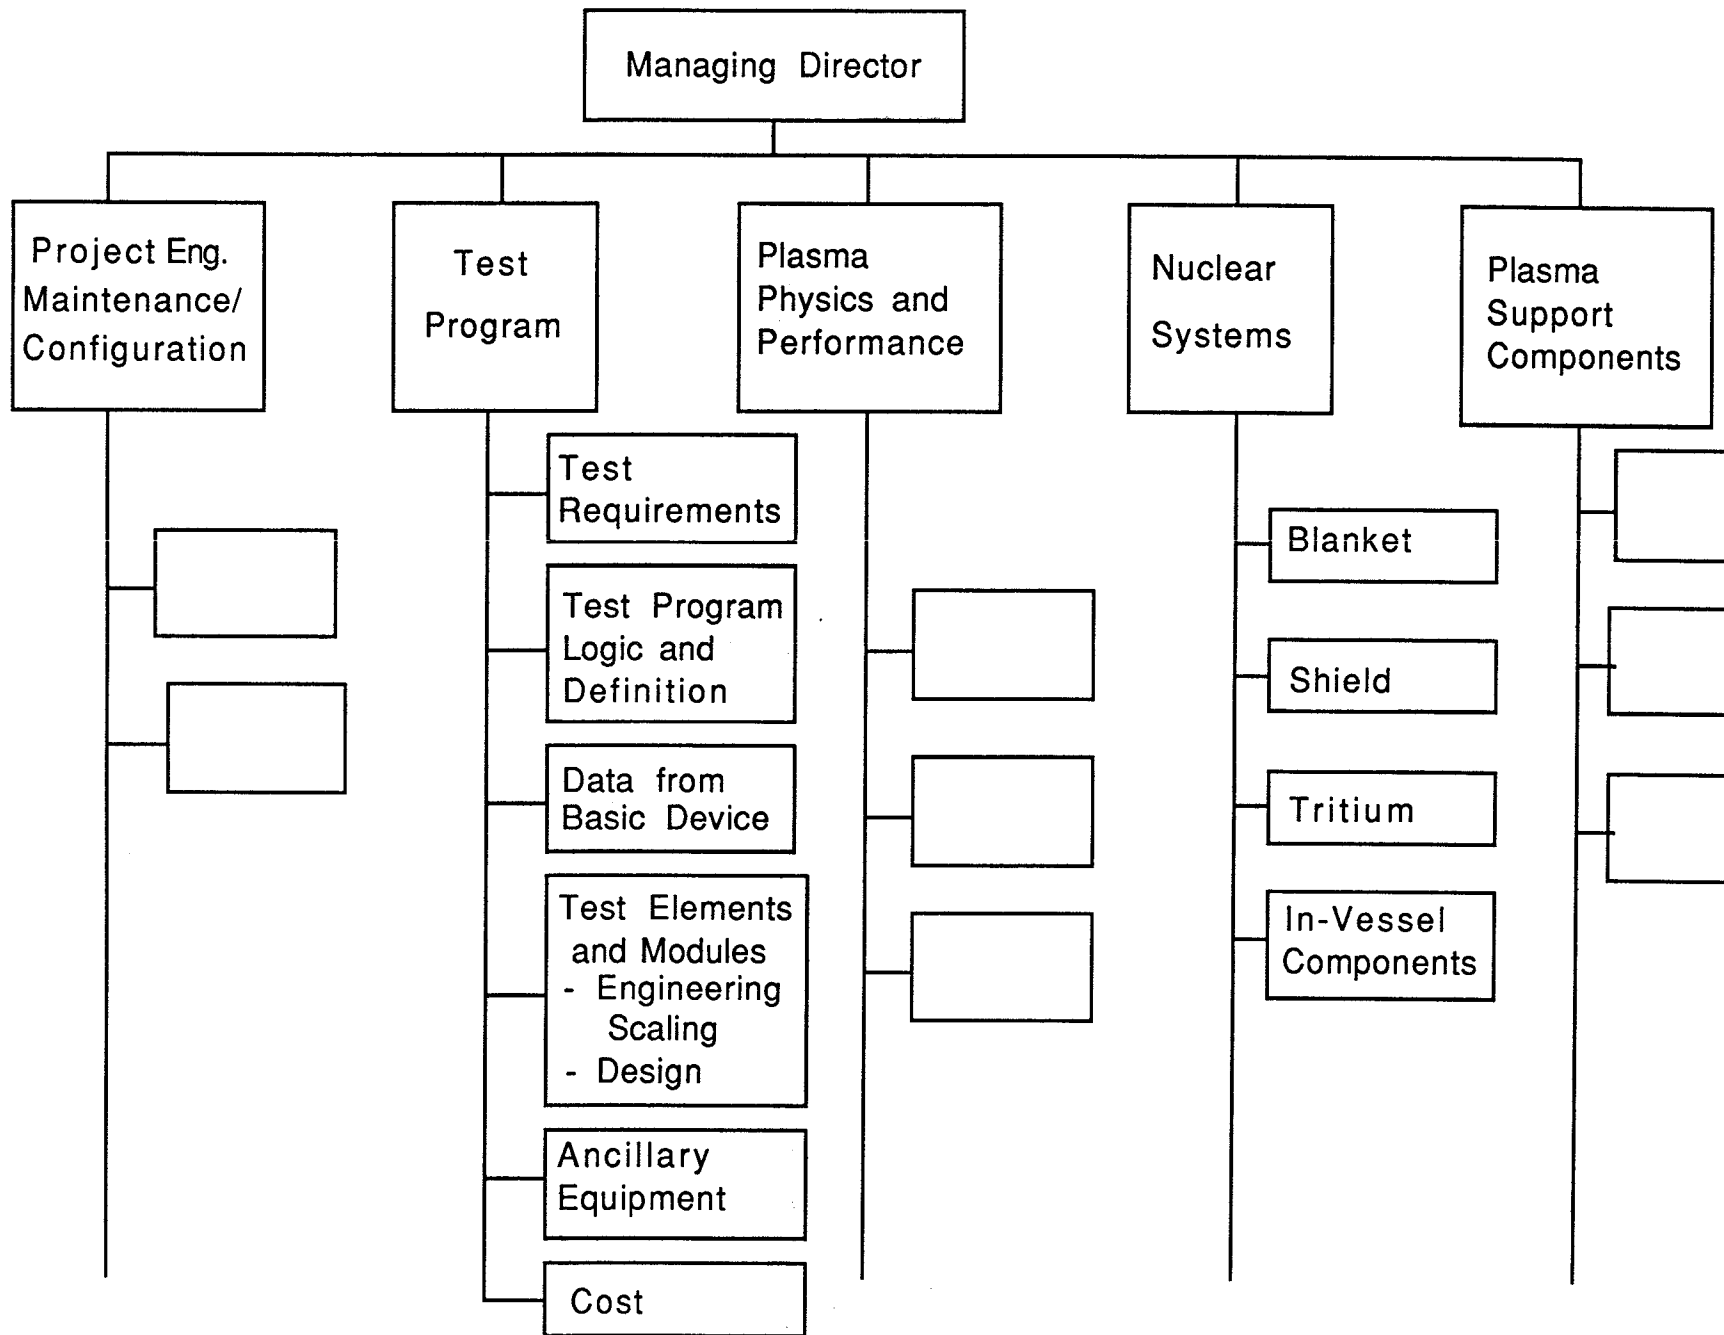 Managing Director
Project Eng.
Maintenance/
Configuration
Test
Program
Plasma
Physics and
Performance
Nuclear
Systems
Plasma
Support
Components
Test
Requirements
Test Program
Logic and
Definition
Data from
Basic Device
Test Elements
and Modules
- Engineering
Scaling
- Design
Ancillary
Equipment
Cost
Blanket
Shield
Tritium
In-Vessel
Components